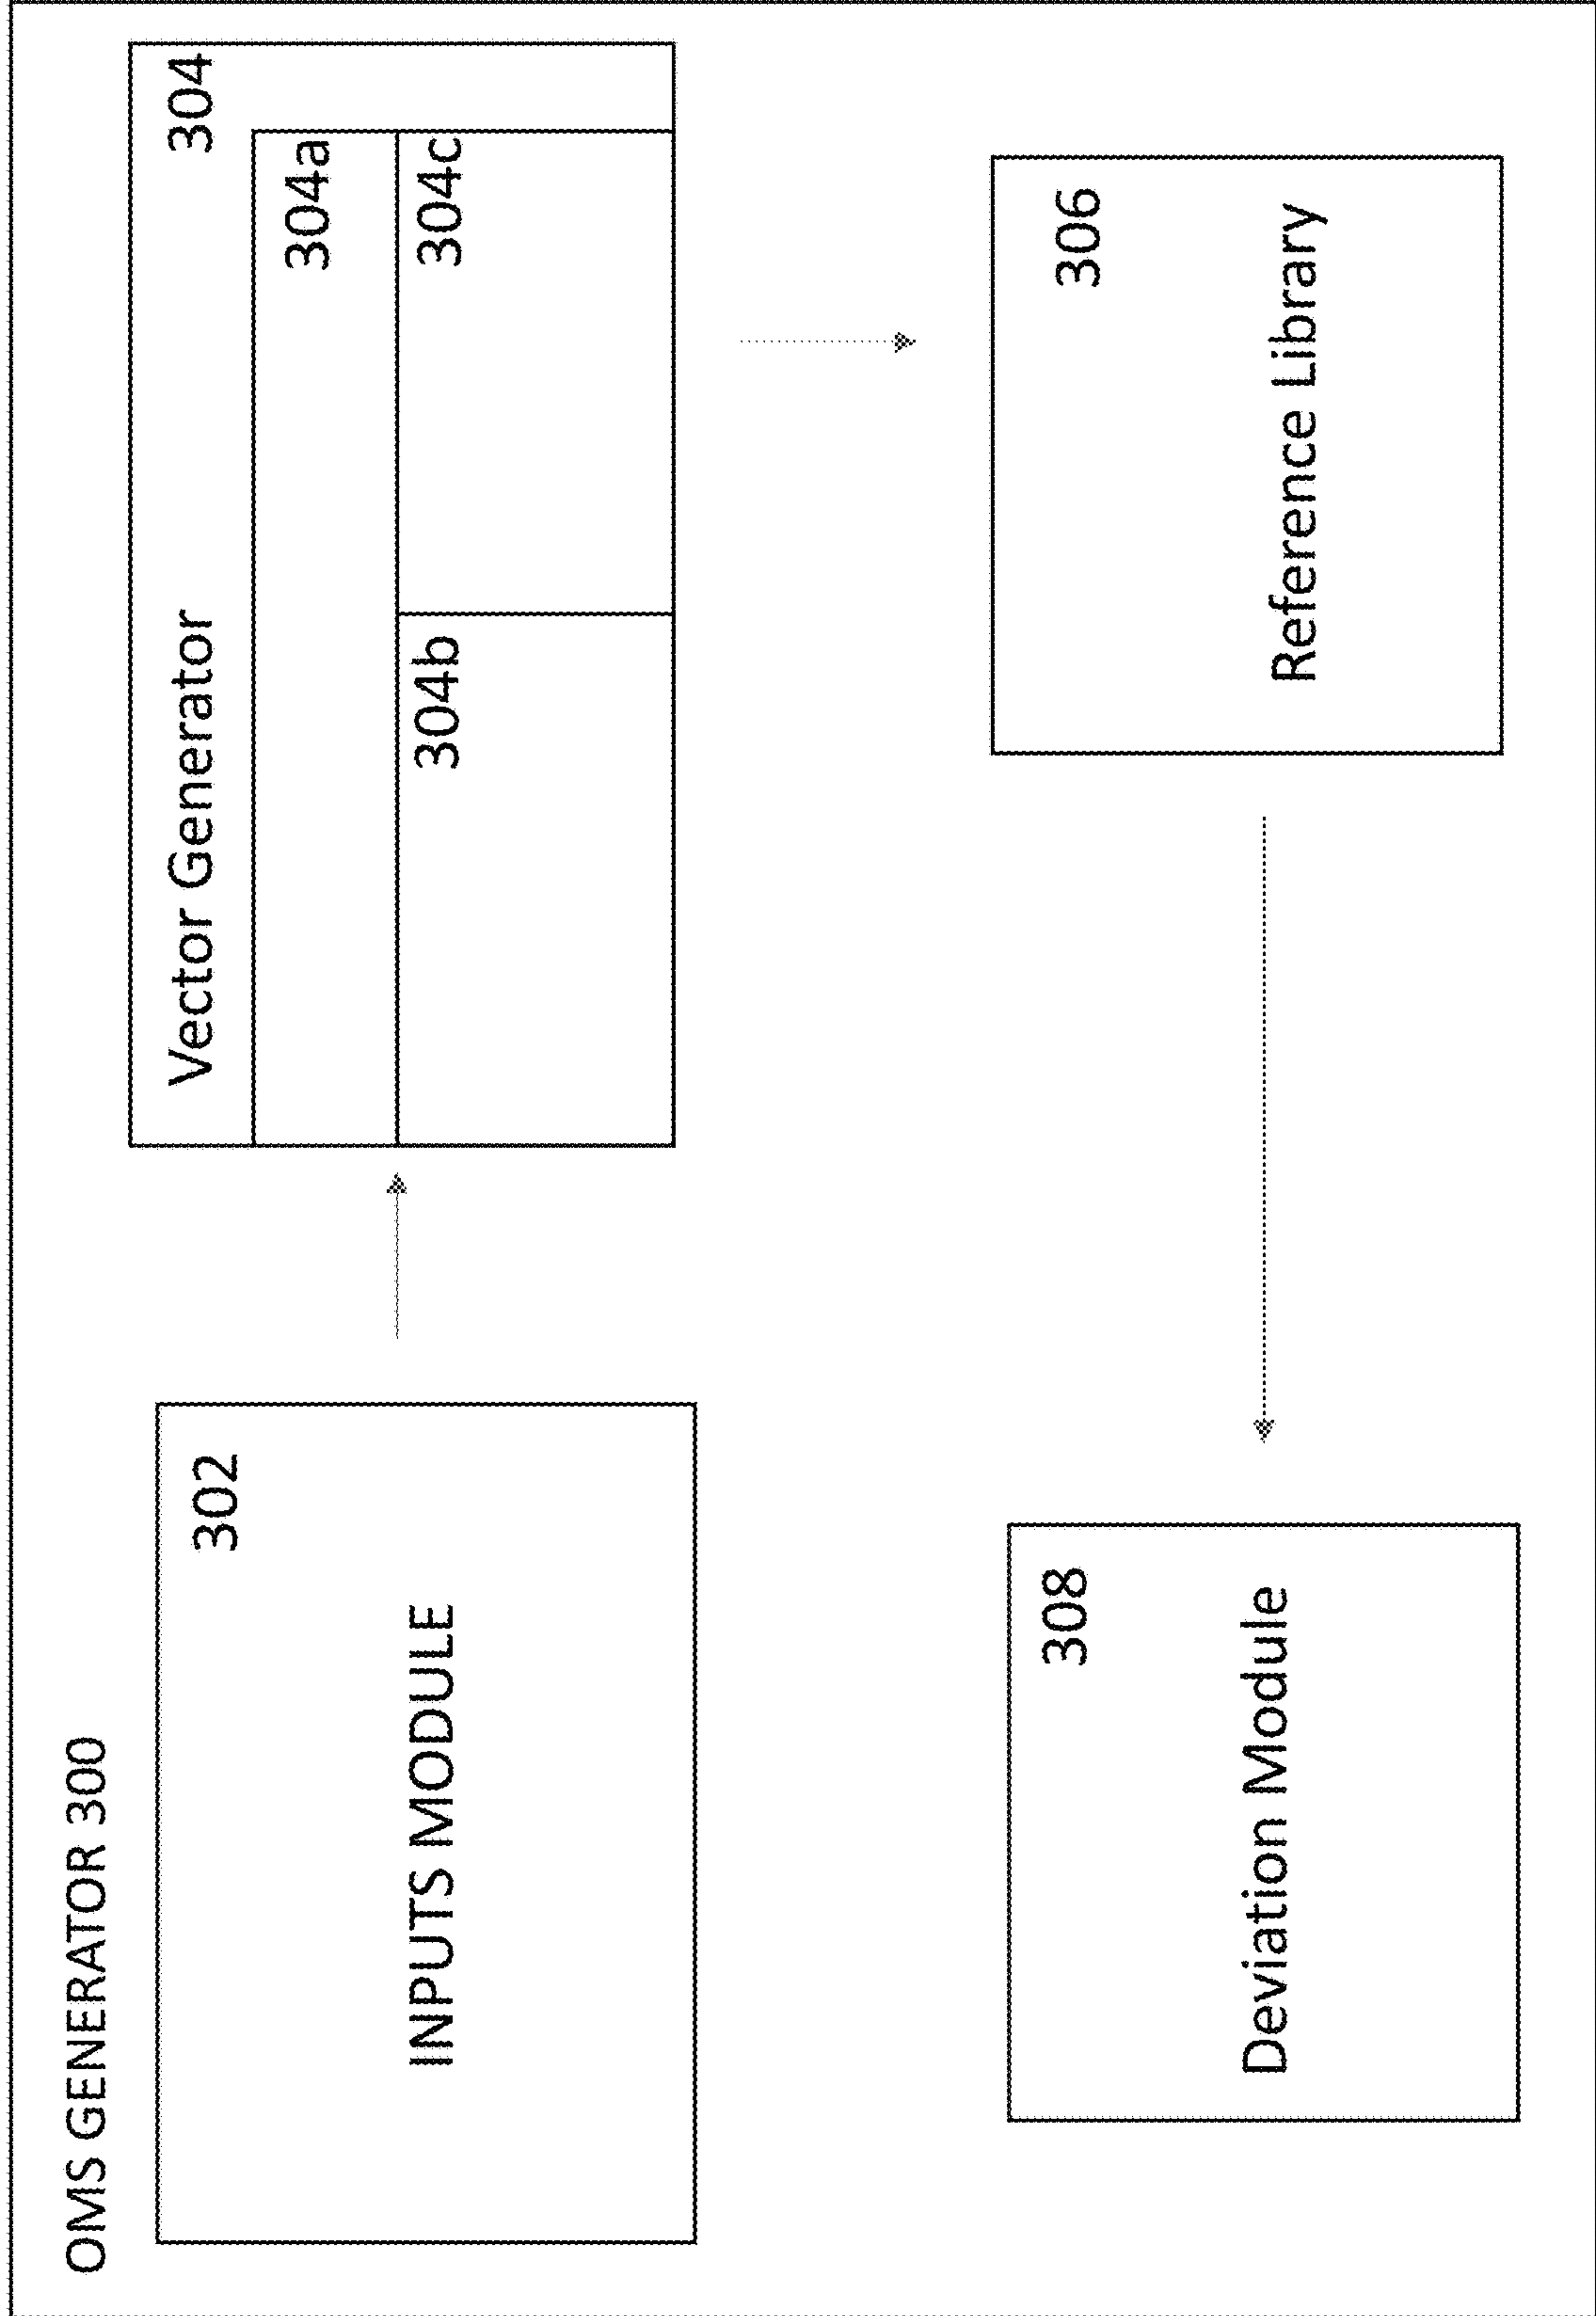 OMS GENERATOR 300
302
INPUTS MODULE
Vector Generator 304
304a
304b 304c
308
Deviation Module
306
Reference Library